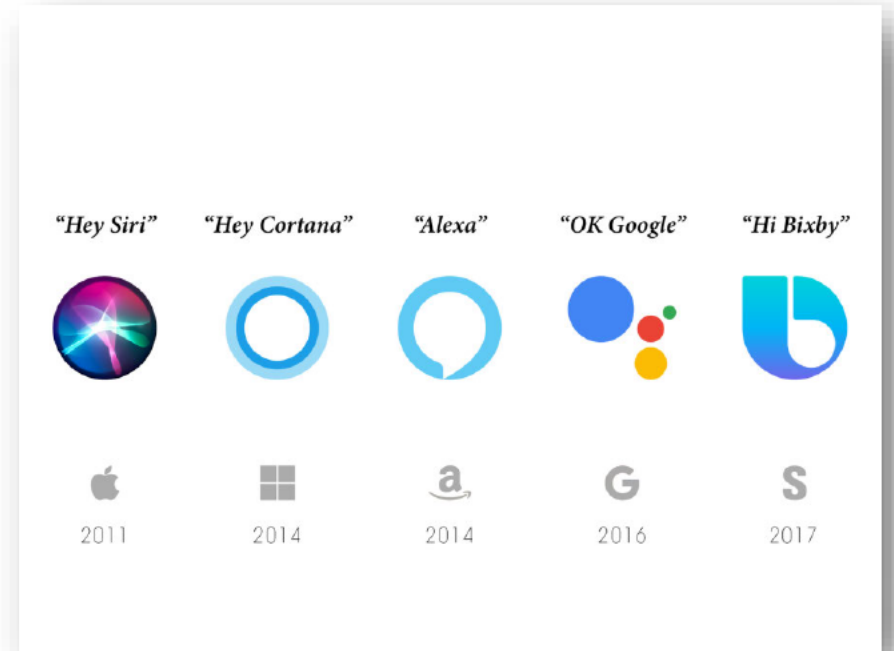 “Hey Siri” “Hey Cortana” “Alexa” “OK Google” “Hi Bixby”
a G S
2011 2014 2014 2016 2017